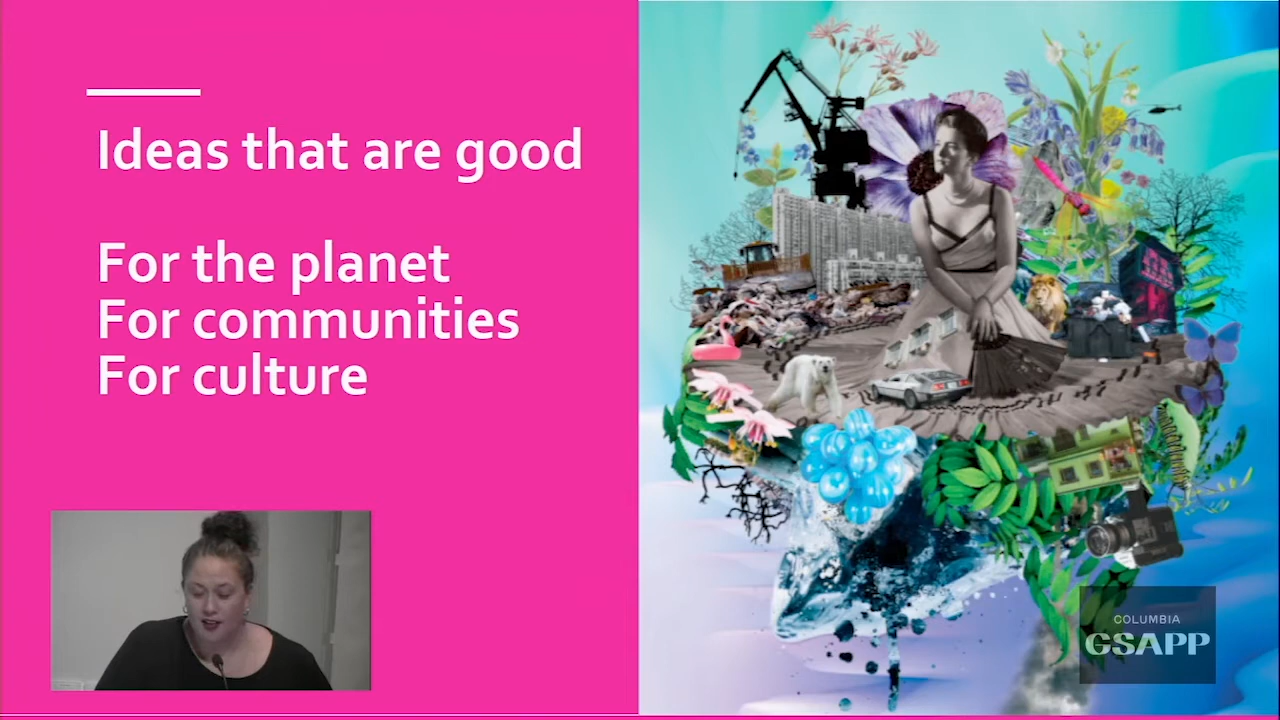 Ideas that are good
For the planet
For communities
For culture
COLUMBIA
GSAPP